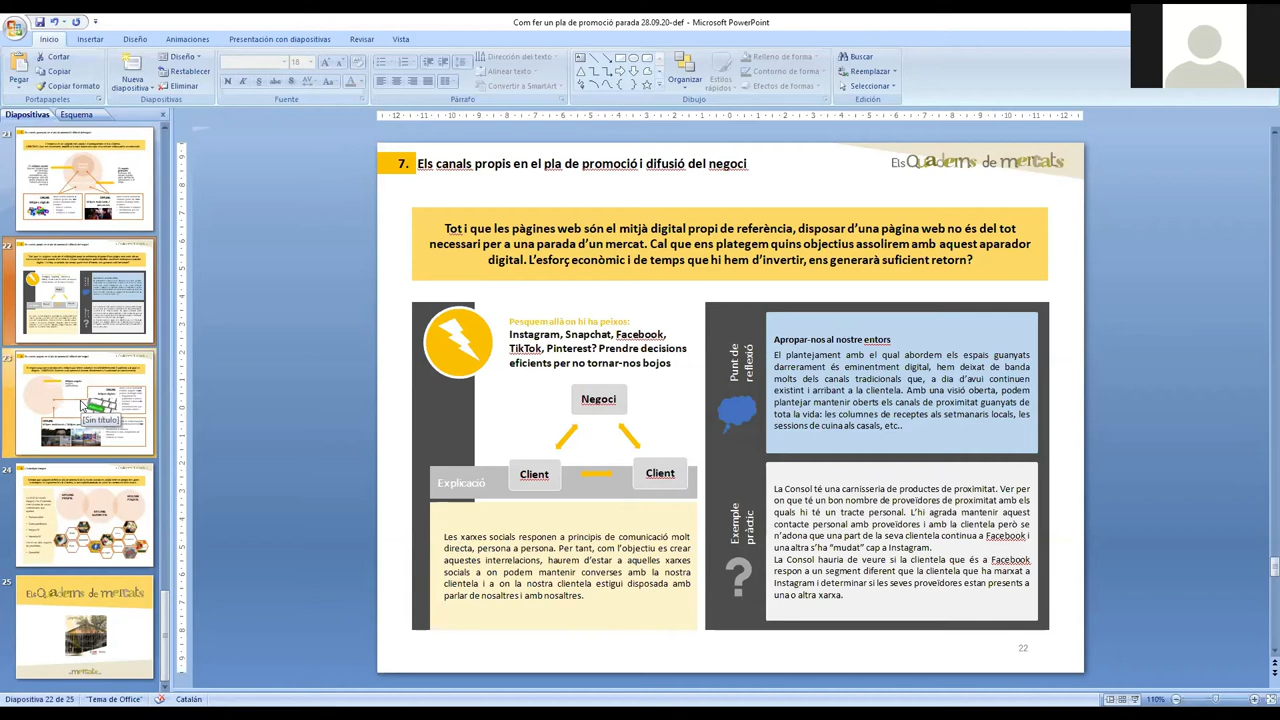 Com fer un pla de promoció parada 28.09.20-def - Microsoft PowerPoint
Inicio Insertar Diseño Animaciones Presentación con diapositivas Revisar Vista
Pegar
Cortar
Copiar
Copiar formato
Portapapeles
Nueva diapositiva
Diseño
Restablecer
Eliminar
Diapositivas
18
Fuente
Dirección del texto
Alinear texto
Convertir a SmartArt
Párrafo
Organizar
Estilos rápidos
Relleno de forma
Contorno de forma
Efectos de formas
Dibujo
Buscar
Reemplazar
Seleccionar
Edición
Diapositivas Esquema
21
22
23
[Sin título]
24
25
Els Quaderns de mercats
7. Els canals propis en el pla de promoció i difusió del negoci
Els Quaderns de mercats
Tot i que les pàgines web són el mitjà digital propi de referència, disposar d'una pàgina web no és del tot
necessari per a una parada d'un mercat. Cal que ens plategem quins objectius assolirem amb aquest aparador
digital. L'esforç econòmic i de temps que hi hem d'invertir, ens generarà suficient retorn?
Pesquem allà on hi ha peixos:
Instagram, Snapchat, Facebook,
TikTok, Pinterest? Prendre decisions
eficients per no tornar-nos bojos
Negoci
Client
Client
Explicació
Les xarxes socials responen a principis de comunicació molt
directa, persona a persona. Per tant, com l'objectiu es crear
aquestes interrelacions, haurem d'estar a aquelles xarxes
socials a on podem mantenir converses amb la nostra
clientela i a on la nostra clientela estigui disposada amb
parlar de nosaltres i amb nosaltres.
Punt de
reflexió
Apropar-nos al nostre entors
El plantejament amb el qual abordem els espais guanyats
darrerament és eminentment digital, hem deixat de banda
molts dels canals tradicionals que, a dia d'avui continuen
existint i arribant a la clientela. Amb una visió oberta, podem
plantejar mantenir oberts els canals de proximitat guanyats de
tota la vida: les columnes de receptes als setmanaris locals, les
sessions de cuina als casals, etc..
Exemple
pràctic
La Consol té una carnisseria de productes de proximitat. Ver per
on que té un bon nombre de proveïdores de proximitat amb els
quals hi té un tracte personal. L'hi agrada mantenir aquest
contacte personal amb proveïdores i amb la clientela però se
n'adona que una part de la seva clientela continua a Facebook i
una altra s'ha "mudat" cap a Instagram.
La Consol hauria de veure si la clientela que és a Facebook
respon a un segment diferent que la clientela que ha marxat a
Instagram i determinar si les seves proveïdores estan presents a
una o altra xarxa.
22
Diapositiva 22 de 25 "Tema de Office" Catalán
110%